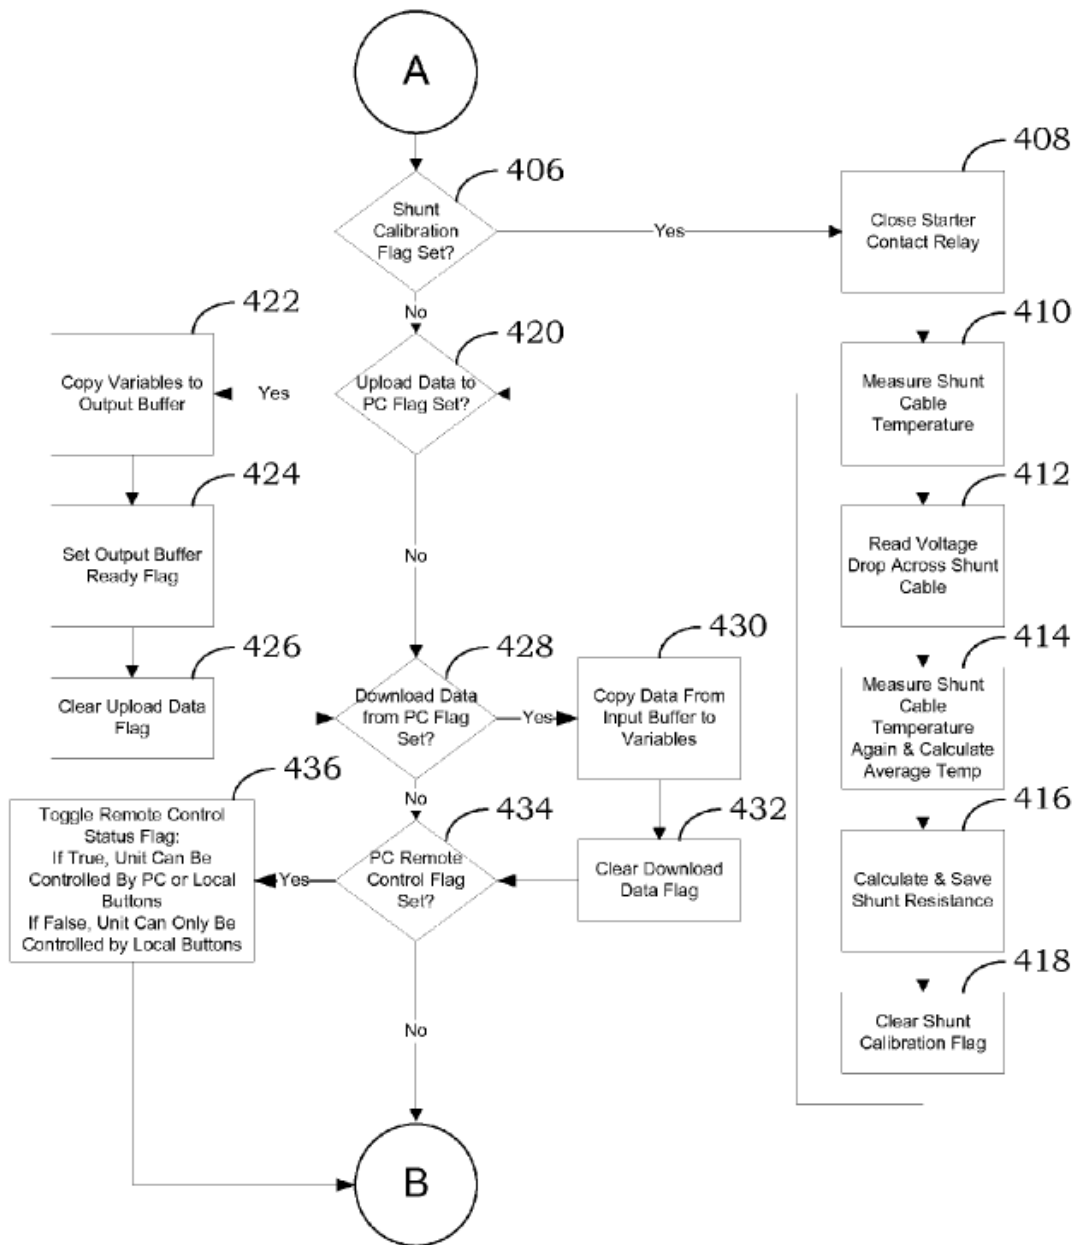 A
406
Shunt
Calibration
Flag Set?
Yes
408
Close Starter
Contact Relay
No
422
Copy Variables to
Output Buffer
Yes
420
Upload Data to
PC Flag Set?
410
Measure Shunt
Cable
Temperature
424
Set Output Buffer
Ready Flag
No
412
Read Voltage
Drop Across Shunt
Cable
426
Clear Upload Data
Flag
428
Download Data
from PC Flag
Set?
Yes
430
Copy Data From
Input Buffer to
Variables
414
Measure Shunt
Cable
Temperature
Again & Calculate
Average Temp
No
436
Toggle Remote Control
Status Flag:
If True, Unit Can Be
Controlled By PC or Local
Buttons
If False, Unit Can Only Be
Controlled by Local Buttons
Yes
434
PC Remote
Control Flag
Set?
432
Clear Download
Data Flag
416
Calculate & Save
Shunt Resistance
No
418
Clear Shunt
Calibration Flag
B